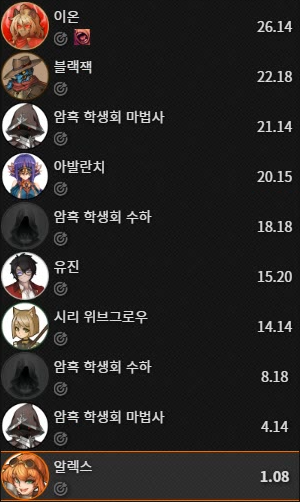 이온
26.14
블랙잭
22.18
암흑 학생회 마법사
21.14
아발란치
20.15
암흑 학생회 수하
18.18
유진
15.20
시리 위브그로우
14.14
암흑 학생회 수하
8.18
암흑 학생회 마법사
4.14
알렉스
1.08